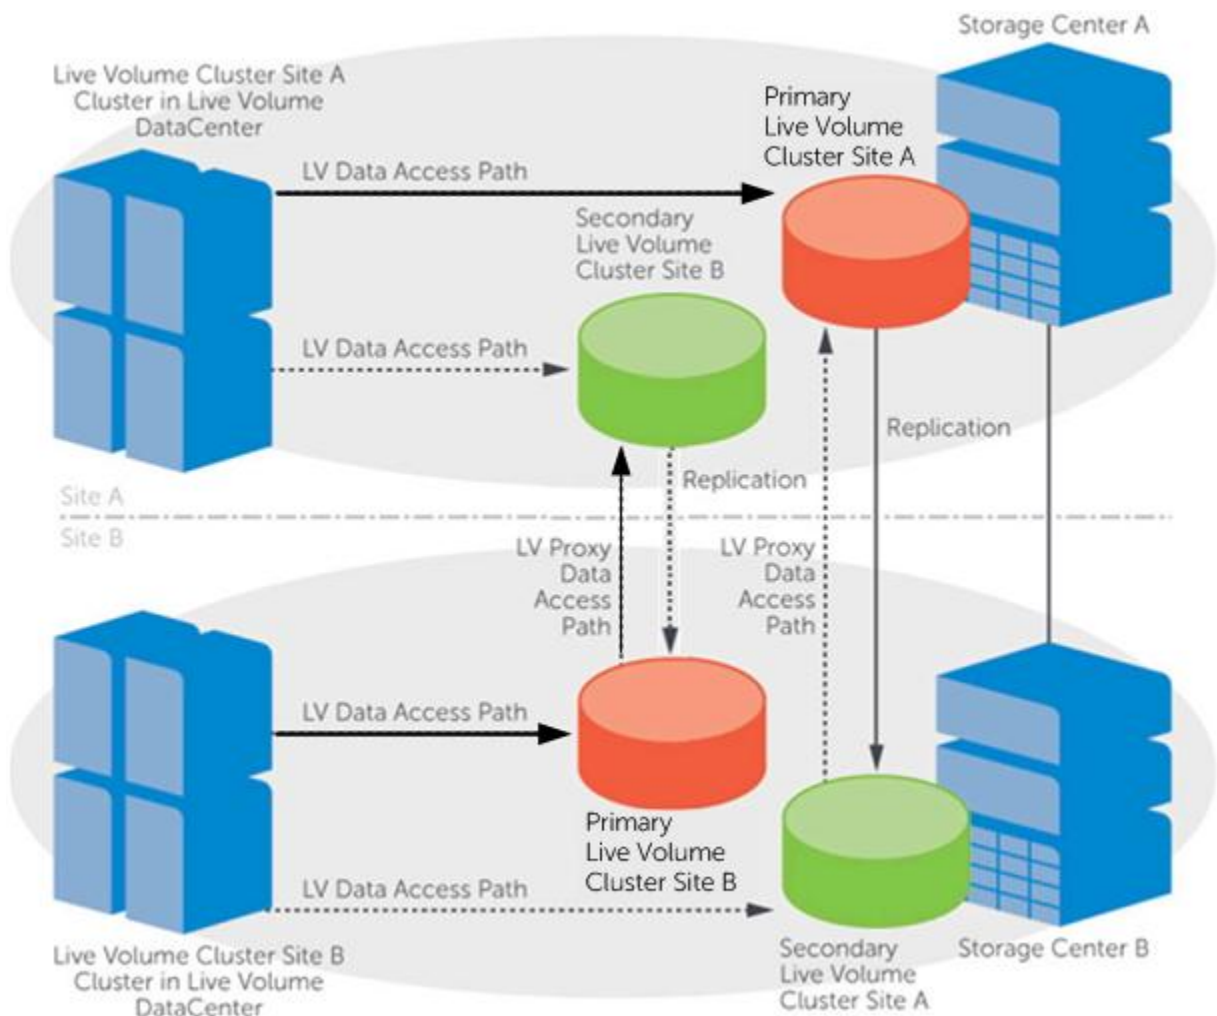 Storage Center A
Live Volume Cluster Site A
Cluster in Live Volume
DataCenter
Primary
Live Volume
Cluster Site A
LV Data Access Path
Secondary
Live Volume
Cluster Site B
LV Data Access Path
Replication
Replication
Site A
Site B
LV Proxy
Data
Access
Path
LV Proxy
Data
Access
Path
LV Data Access Path
Primary
Live Volume
Cluster Site B
LV Data Access Path
Secondary
Live Volume
Cluster Site A
Storage Center B
Live Volume Cluster Site B
Cluster in Live Volume
DataCenter